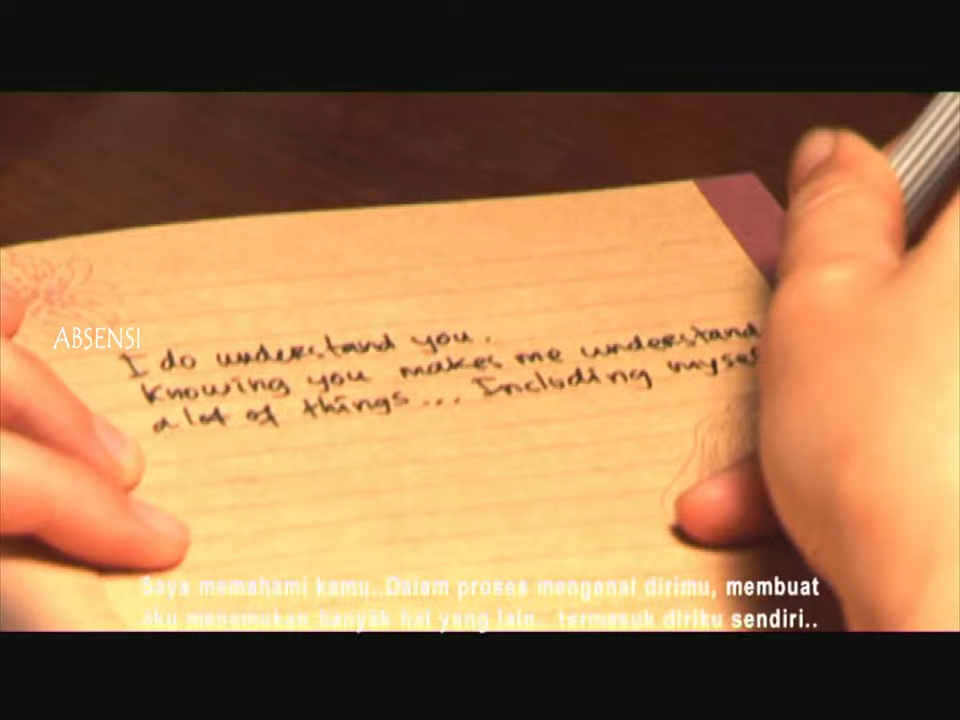 ABSENSI
I do understand you.
Knowing you makes me understand
a lot of things... Including mysel
Saya memahami kamu..Dalam proses mengenal dirimu, membuat
aku menemukan banyak hal yang lain.. termasuk diriku sendiri..